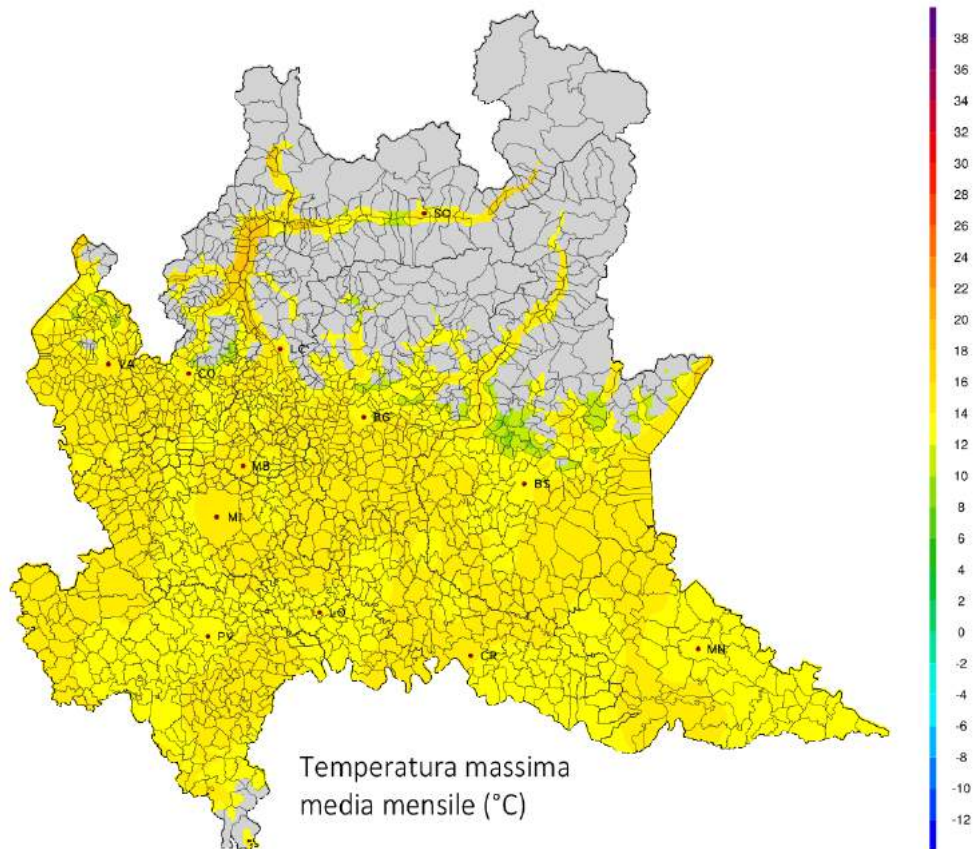 38
36
34
32
30
28
26
24
22
20
18
16
14
12
10
8
6
4
2
0
-2
-4
-6
-8
-10
-12
SO
LC
VA
CO
BG
MB
BS
MI
LO
PV
CR
MN
Temperatura massima
media mensile (°C)